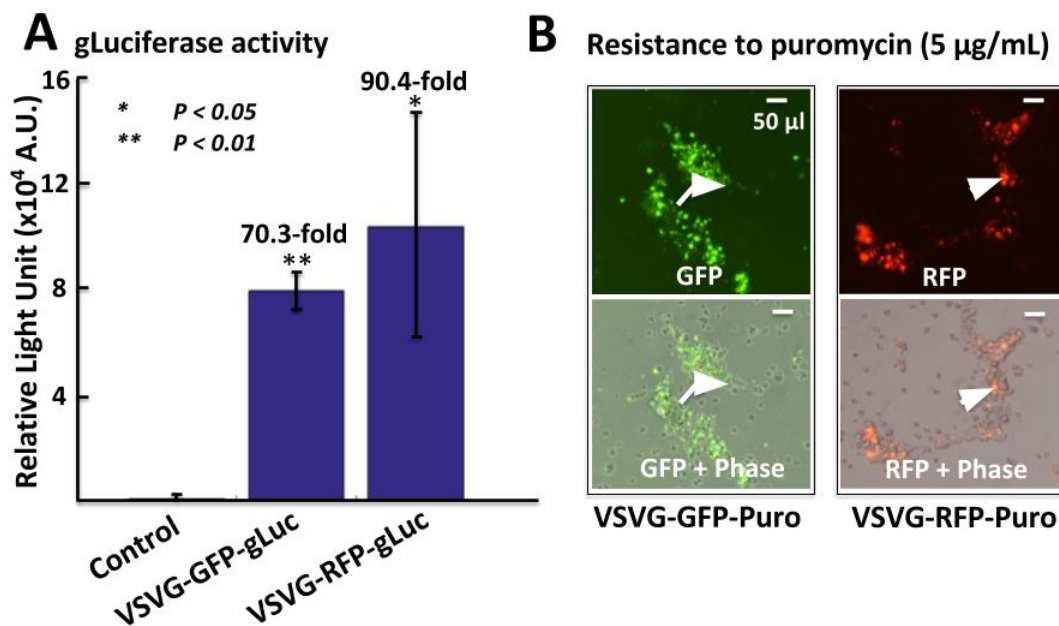 A gLuciferase activity
Relative Light Unit (x10⁴ A.U.)
16
12
8
4
* P < 0.05
** P < 0.01
70.3-fold
**
90.4-fold
*
Control
VSVG-GFP-gLuc
VSVG-RFP-gLuc
B Resistance to puromycin (5 µg/mL)
50 µl
GFP
RFP
GFP + Phase
RFP + Phase
VSVG-GFP-Puro
VSVG-RFP-Puro